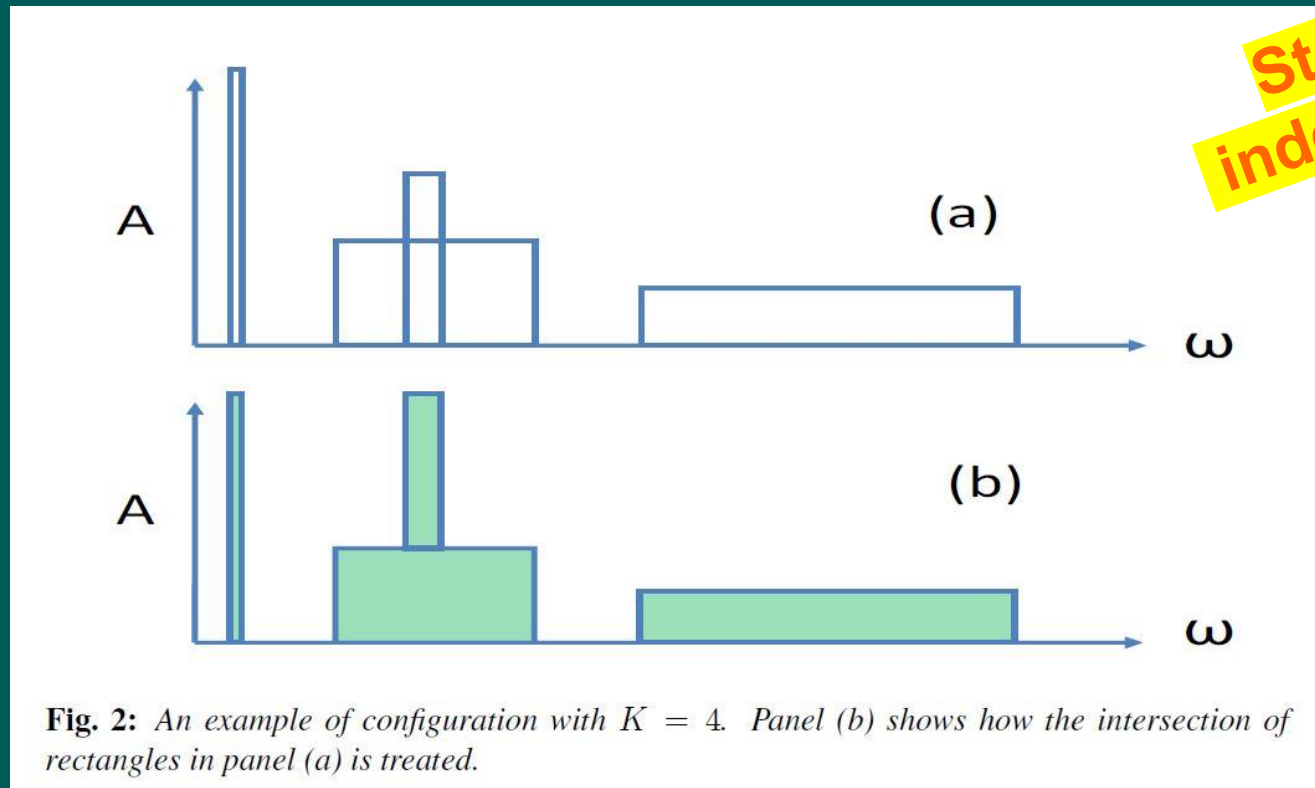 A
(a)
ω
A
(b)
ω
Fig. 2: An example of configuration with K = 4. Panel (b) shows how the intersection of
rectangles in panel (a) is treated.